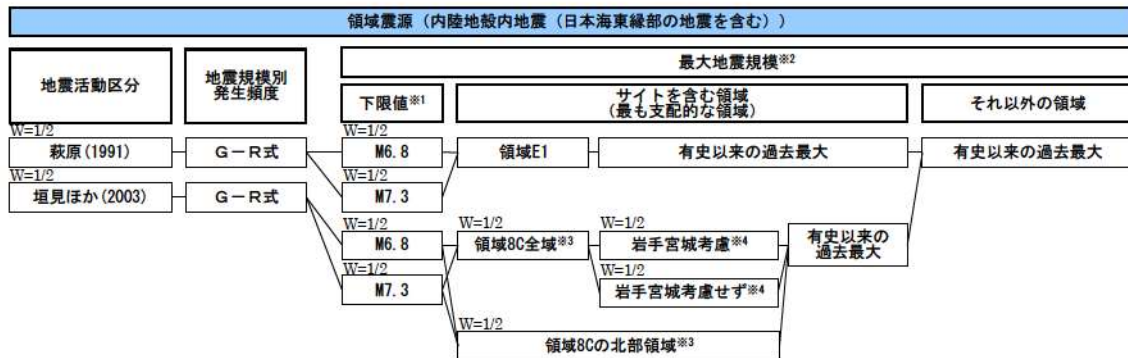 領域震源（内陸地殻内地震（日本海東縁部の地震を含む））
地震活動区分
地震規模別
発生頻度
最大地震規模※2
下限値※1
サイトを含む領域
（最も支配的な領域）
それ以外の領域
W=1/2
萩原(1991)
G－R式
W=1/2
M6.8
領域E1
有史以来の過去最大
有史以来の過去最大
W=1/2
垣見ほか(2003)
G－R式
W=1/2
M7.3
W=1/2
M6.8
W=1/2
領域8C全域※3
W=1/2
岩手宮城考慮※4
有史以来の
過去最大
W=1/2
M7.3
W=1/2
岩手宮城考慮せず※4
W=1/2
領域8Cの北部領域※3